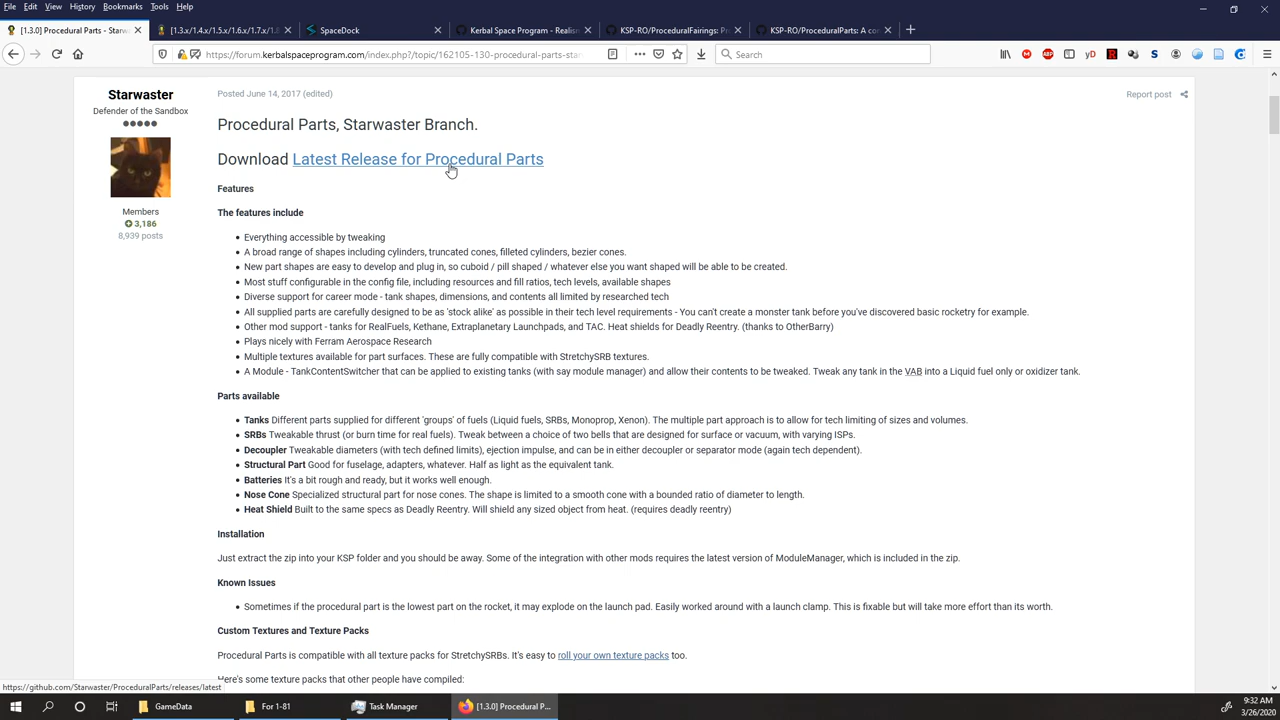 File Edit View History Bookmarks Tools Help
[1.3.0] Procedural Parts - Starwa
[1.3.x/1.4.x/1.5.x/1.6.x/1.7.x/1.8
SpaceDock
Kerbal Space Program - Realism
KSP-RO/ProceduralFairings: Pr
KSP-RO/ProceduralParts: A co
https://forum.kerbalspaceprogram.com/index.php?/topic/162105-130-procedural-parts-star
Search
Starwaster
Defender of the Sandbox
Members
3,186
8,939 posts
Posted June 14, 2017 (edited)
Report post
Procedural Parts, Starwaster Branch.
Download Latest Release for Procedural Parts
Features
The features include
Everything accessible by tweaking
A broad range of shapes including cylinders, truncated cones, filleted cylinders, bezier cones.
New part shapes are easy to develop and plug in, so cuboid / pill shaped / whatever else you want shaped will be able to be created.
Most stuff configurable in the config file, including resources and fill ratios, tech levels, available shapes
Diverse support for career mode - tank shapes, dimensions, and contents all limited by researched tech
All supplied parts are carefully designed to be as 'stock alike' as possible in their tech level requirements - You can't create a monster tank before you've discovered basic rocketry for example.
Other mod support - tanks for RealFuels, Kethane, Extraplanetary Launchpads, and TAC. Heat shields for Deadly Reentry. (thanks to OtherBarry)
Plays nicely with Ferram Aerospace Research
Multiple textures available for part surfaces. These are fully compatible with StretchySRB textures.
A Module - TankContentSwitcher that can be applied to existing tanks (with say module manager) and allow their contents to be tweaked. Tweak any tank in the VAB into a Liquid fuel only or oxidizer tank.
Parts available
Tanks Different parts supplied for different 'groups' of fuels (Liquid fuels, SRBs, Monoprop, Xenon). The multiple part approach is to allow for tech limiting of sizes and volumes.
SRBs Tweakable thrust (or burn time for real fuels). Tweak between a choice of two bells that are designed for surface or vacuum, with varying ISPs.
Decoupler Tweakable diameters (with tech defined limits), ejection impulse, and can be in either decoupler or separator mode (again tech dependent).
Structural Part Good for fuselage, adapters, whatever. Half as light as the equivalent tank.
Batteries It's a bit rough and ready, but it works well enough.
Nose Cone Specialized structural part for nose cones. The shape is limited to a smooth cone with a bounded ratio of diameter to length.
Heat Shield Built to the same specs as Deadly Reentry. Will shield any sized object from heat. (requires deadly reentry)
Installation
Just extract the zip into your KSP folder and you should be away. Some of the integration with other mods requires the latest version of ModuleManager, which is included in the zip.
Known Issues
Sometimes if the procedural part is the lowest part on the rocket, it may explode on the launch pad. Easily worked around with a launch clamp. This is fixable but will take more effort than its worth.
Custom Textures and Texture Packs
Procedural Parts is compatible with all texture packs for StretchySRBs. It's easy to roll your own texture packs too.
Here's some texture packs that other people have compiled:
https://github.com/Starwaster/ProceduralParts/releases/latest
GameData
For 1-81
Task Manager
[1.3.0] Procedural P...
9:32 AM
3/26/2020